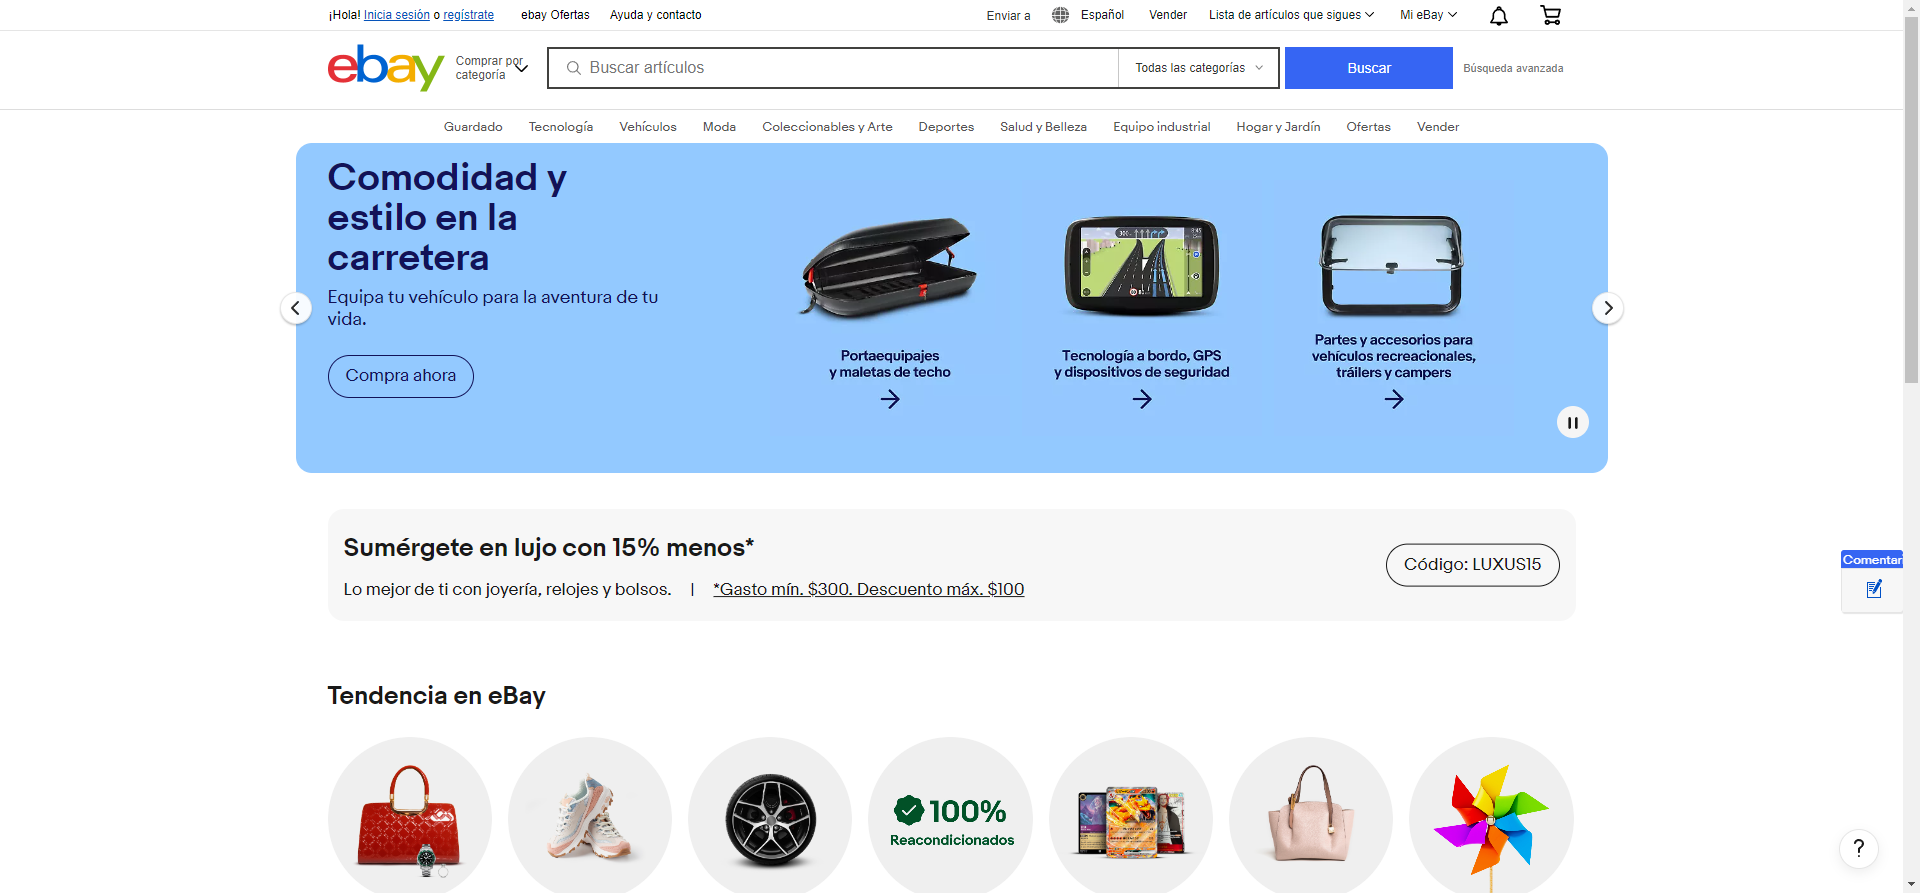 ¡Hola! Inicia sesión o regístrate
ebay Ofertas
Ayuda y contacto
Enviar a
Español
Vender
Lista de artículos que sigues
Mi eBay
ebay
Comprar por
categoría
Buscar artículos
Todas las categorías
Buscar
Búsqueda avanzada
Guardado
Tecnología
Vehículos
Moda
Coleccionables y Arte
Deportes
Salud y Belleza
Equipo industrial
Hogar y Jardín
Ofertas
Vender
Comodidad y
estilo en la
carretera
Equipa tu vehículo para la aventura de tu
vida.
Compra ahora
Portaequipajes
y maletas de techo
Tecnología a bordo, GPS
y dispositivos de seguridad
Partes y accesorios para
vehículos recreacionales,
tráilers y campers
Sumérgete en lujo con 15% menos*
Lo mejor de ti con joyería, relojes y bolsos. | *Gasto mín. $300. Descuento máx. $100
Código: LUXUS15
Comentari
Tendencia en eBay
100%
Reacondicionados
?